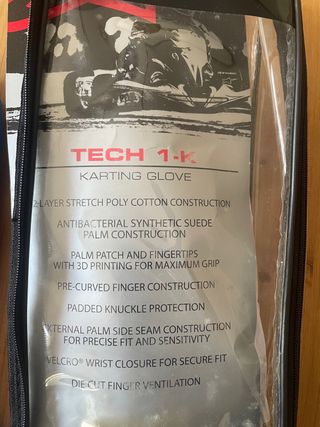 TECH 1-K
KARTING GLOVE
2-LAYER STRETCH POLY COTTON CONSTRUCTION
ANTIBACTERIAL SYNTHETIC SUEDE
PALM CONSTRUCTION
PALM PATCH AND FINGERTIPS
WITH 3D PRINTING FOR MAXIMUM GRIP
PRE-CURVED FINGER CONSTRUCTION
PADDED KNUCKLE PROTECTION
EXTERNAL PALM SIDE SEAM CONSTRUCTION
FOR PRECISE FIT AND SENSITIVITY
VELCRO® WRIST CLOSURE FOR SECURE FIT
DIE CUT FINGER VENTILATION